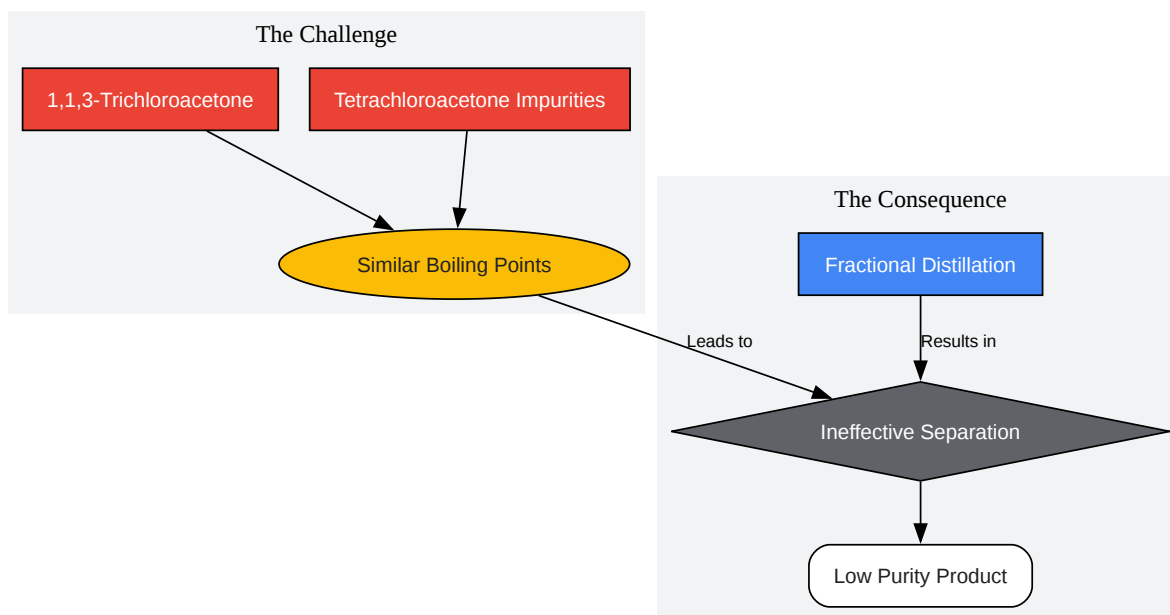 The Challenge
1,1,3-Trichloroacetone
Tetrachloroacetone Impurities
Similar Boiling Points
The Consequence
Fractional Distillation
Leads to
Results in
Ineffective Separation
Low Purity Product